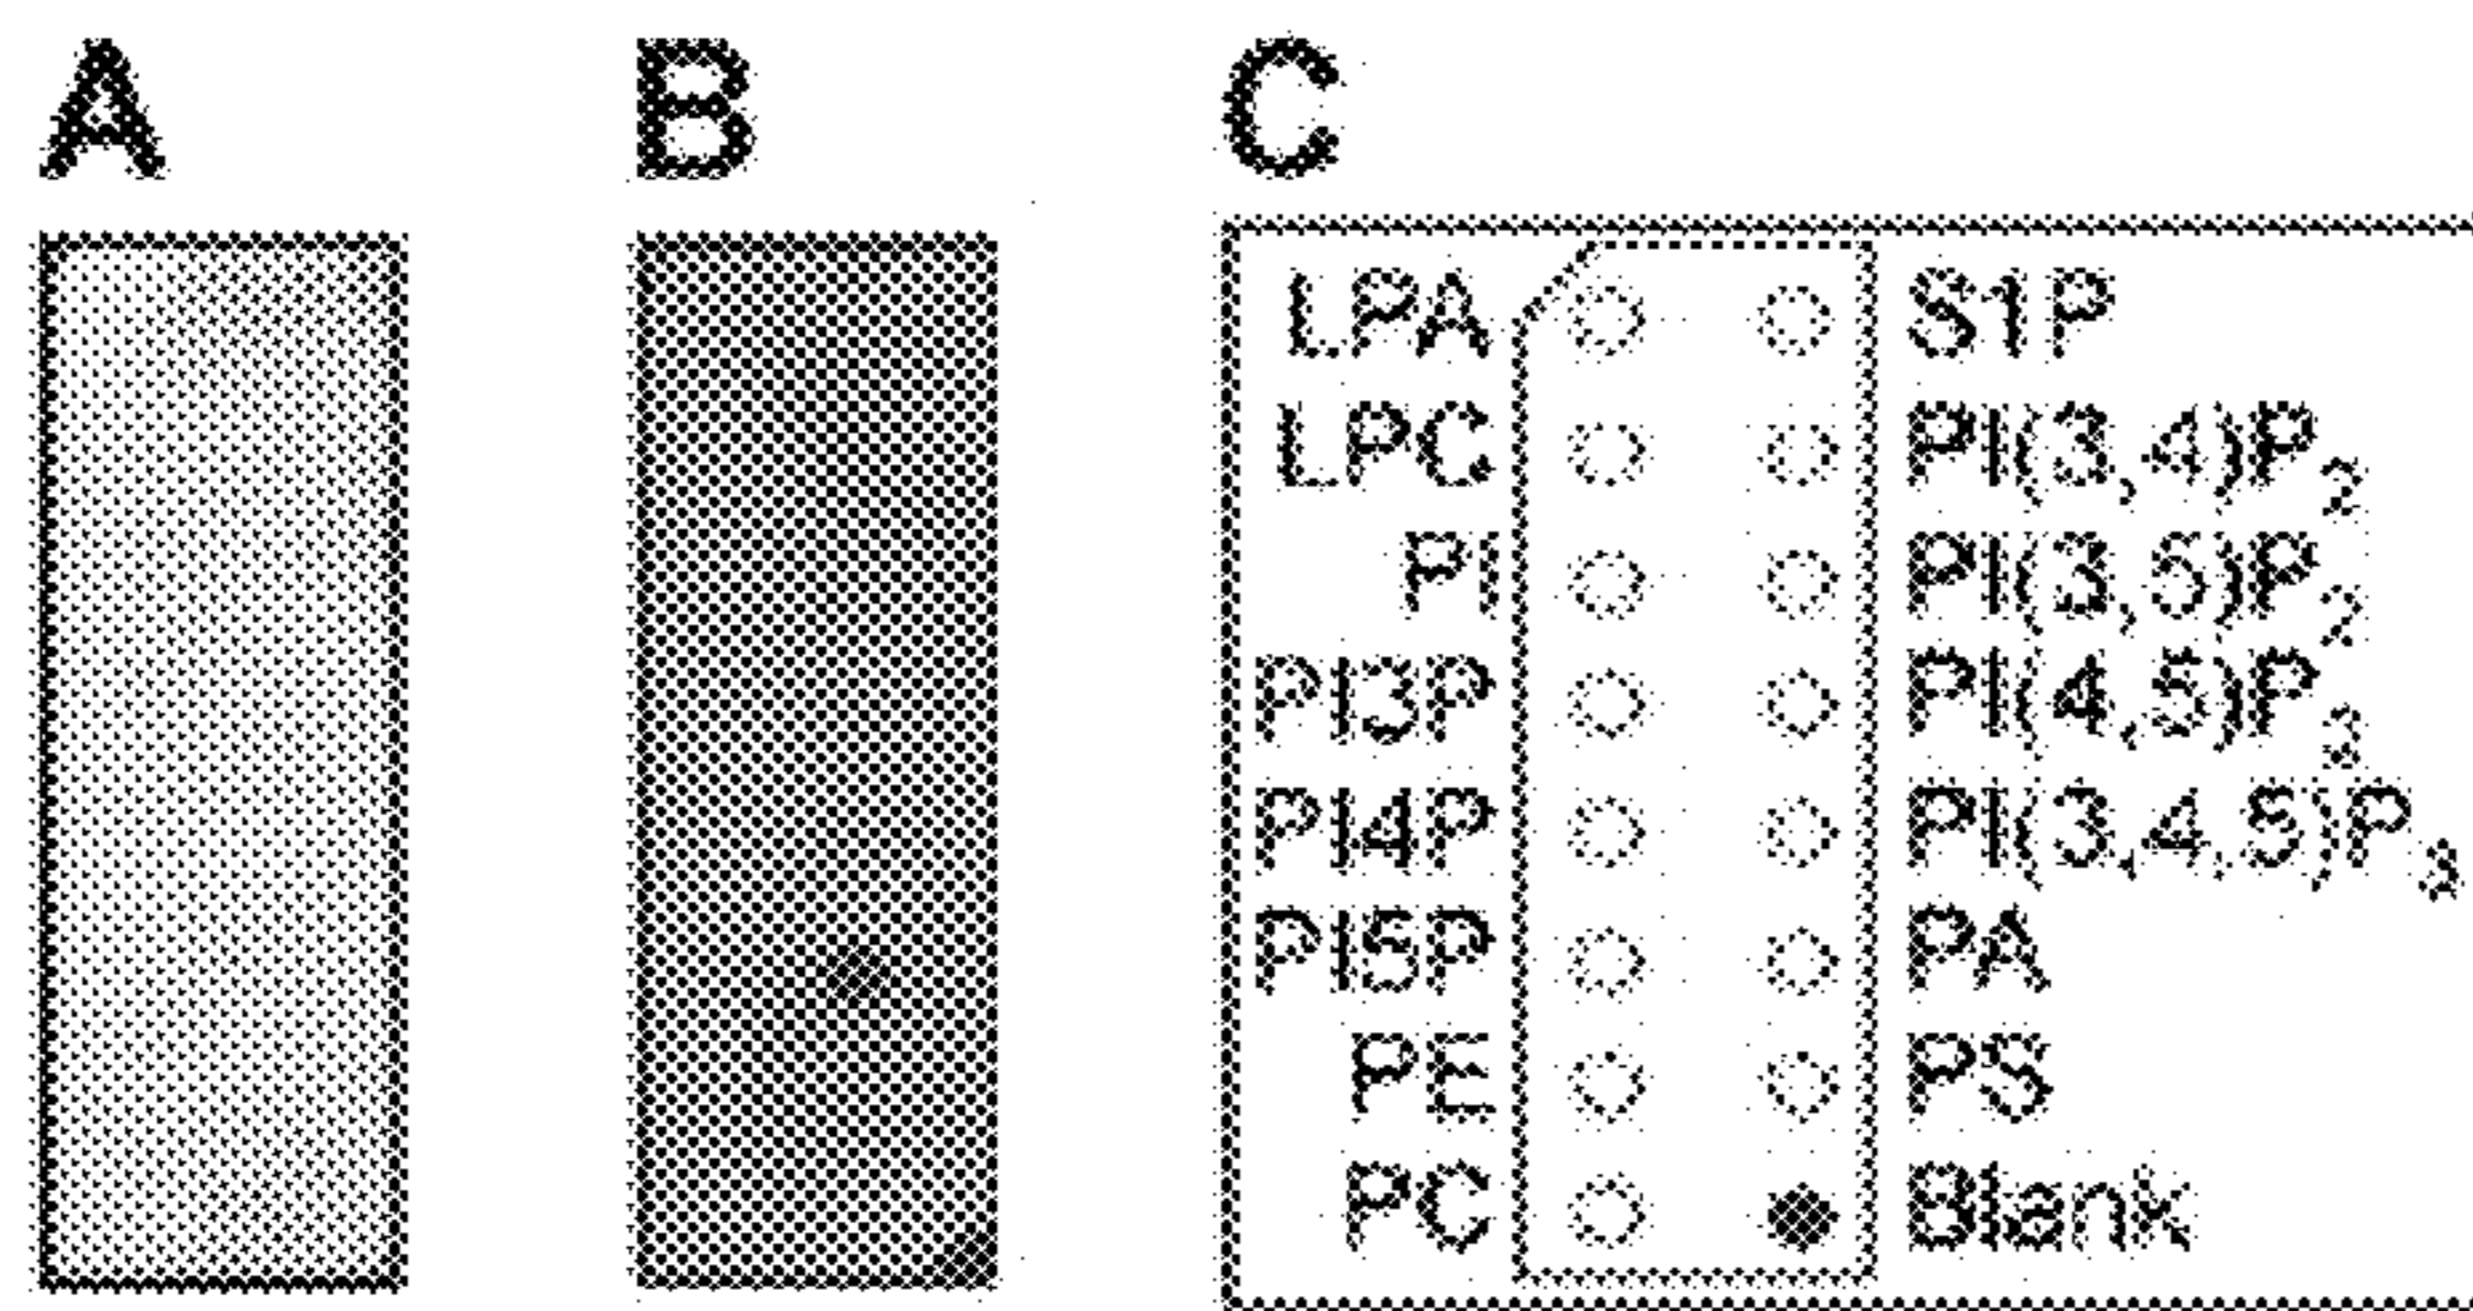 A B C
LPA S1P
LPC PI(3,4)P2
PI PI(3,5)P2
PI3P PI(4,5)P3
PI4P PI(3,4,5)P3
PI5P PA
PE PS
PC Blank